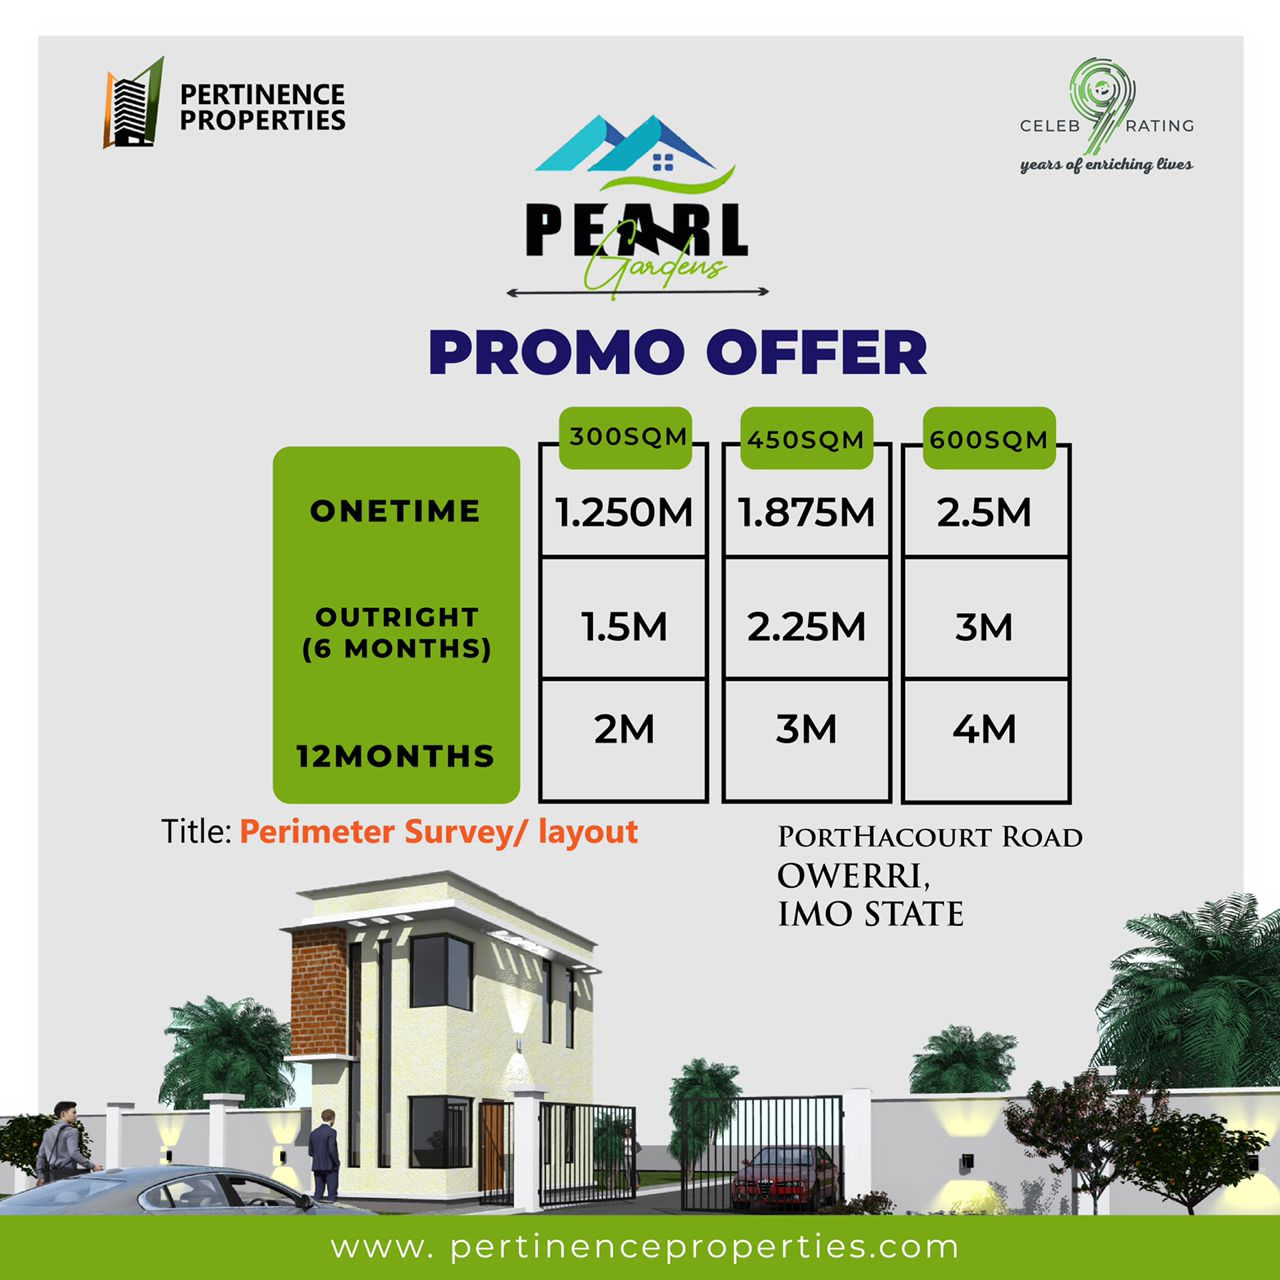 PERTINENCE
PROPERTIES
CELEB9RATING
years of enriching lives
PEARL
Gardens
PROMO OFFER
300SQM 450SQM 600SQM
ONETIME 1.250M 1.875M 2.5M
OUTRIGHT
(6 MONTHS) 1.5M 2.25M 3M
12MONTHS 2M 3M 4M
Title: Perimeter Survey/ layout
PORTHACOURT ROAD
OWERRI,
IMO STATE
www. pertinenceproperties.com